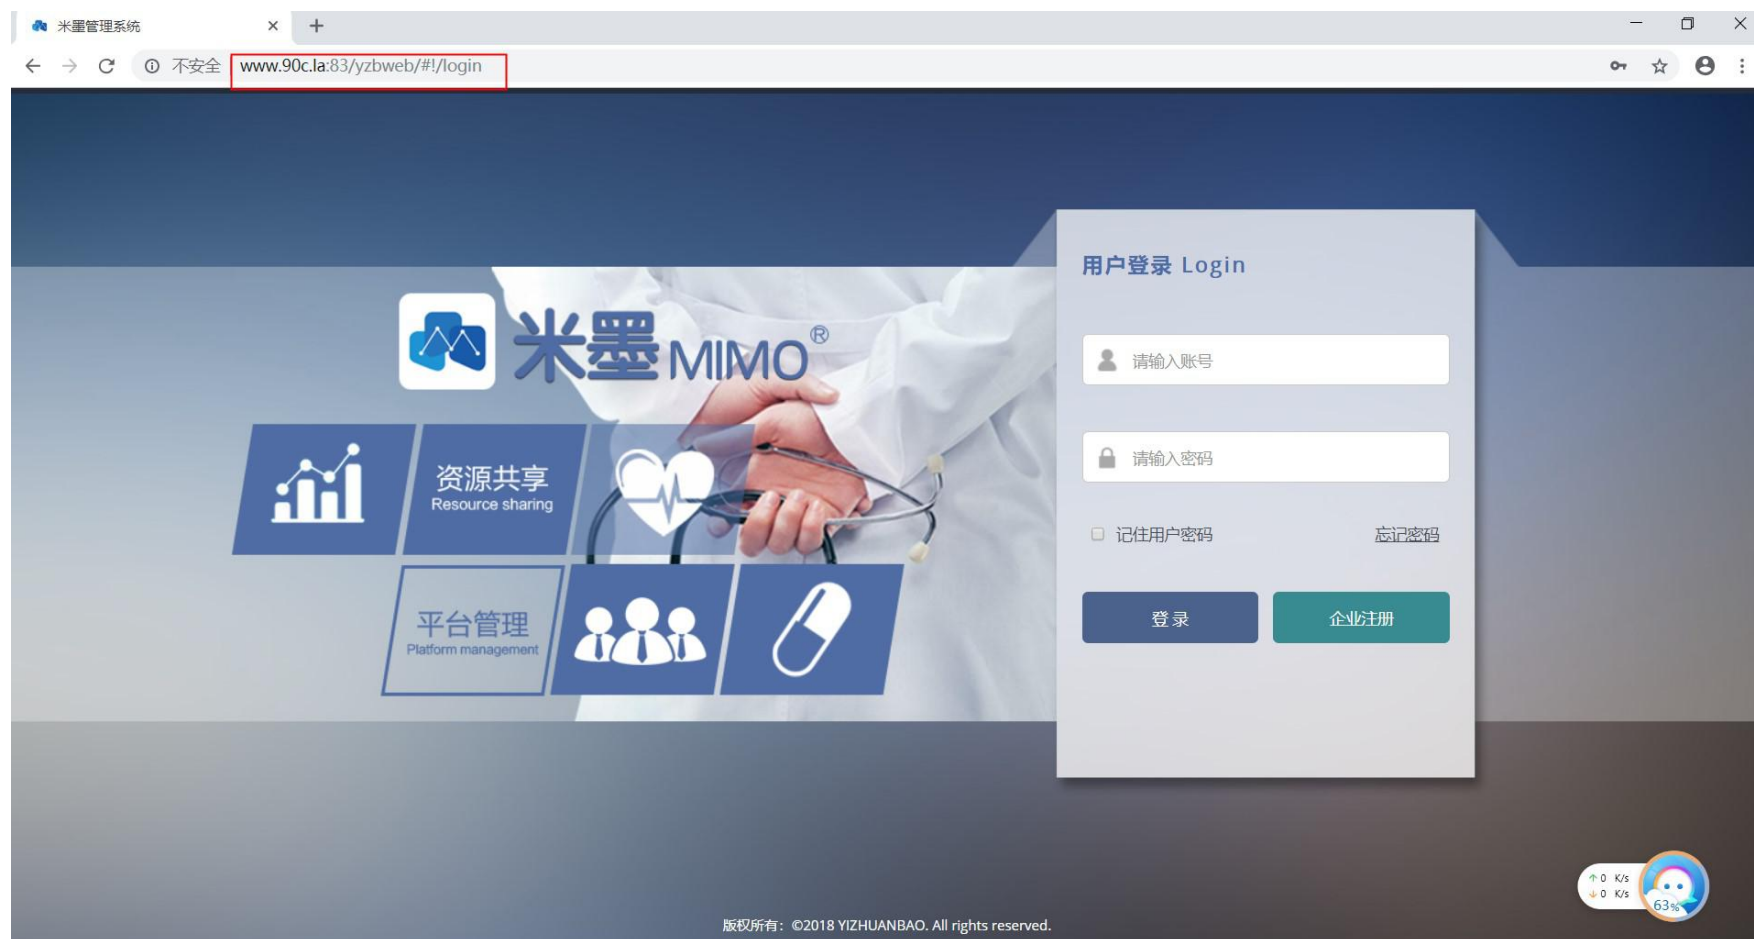 米墨管理系统
不安全
www.90c.la:83/yzbweb/#!/login
用户登录 Login
米墨 MIMO®
请输入账号
请输入密码
资源共享
Resource sharing
记住用户密码
忘记密码
平台管理
Platform management
登录
企业注册
↑ 0 K/s
↓ 0 K/s
63%
版权所有：©2018 YIZHUANBAO. All rights reserved.